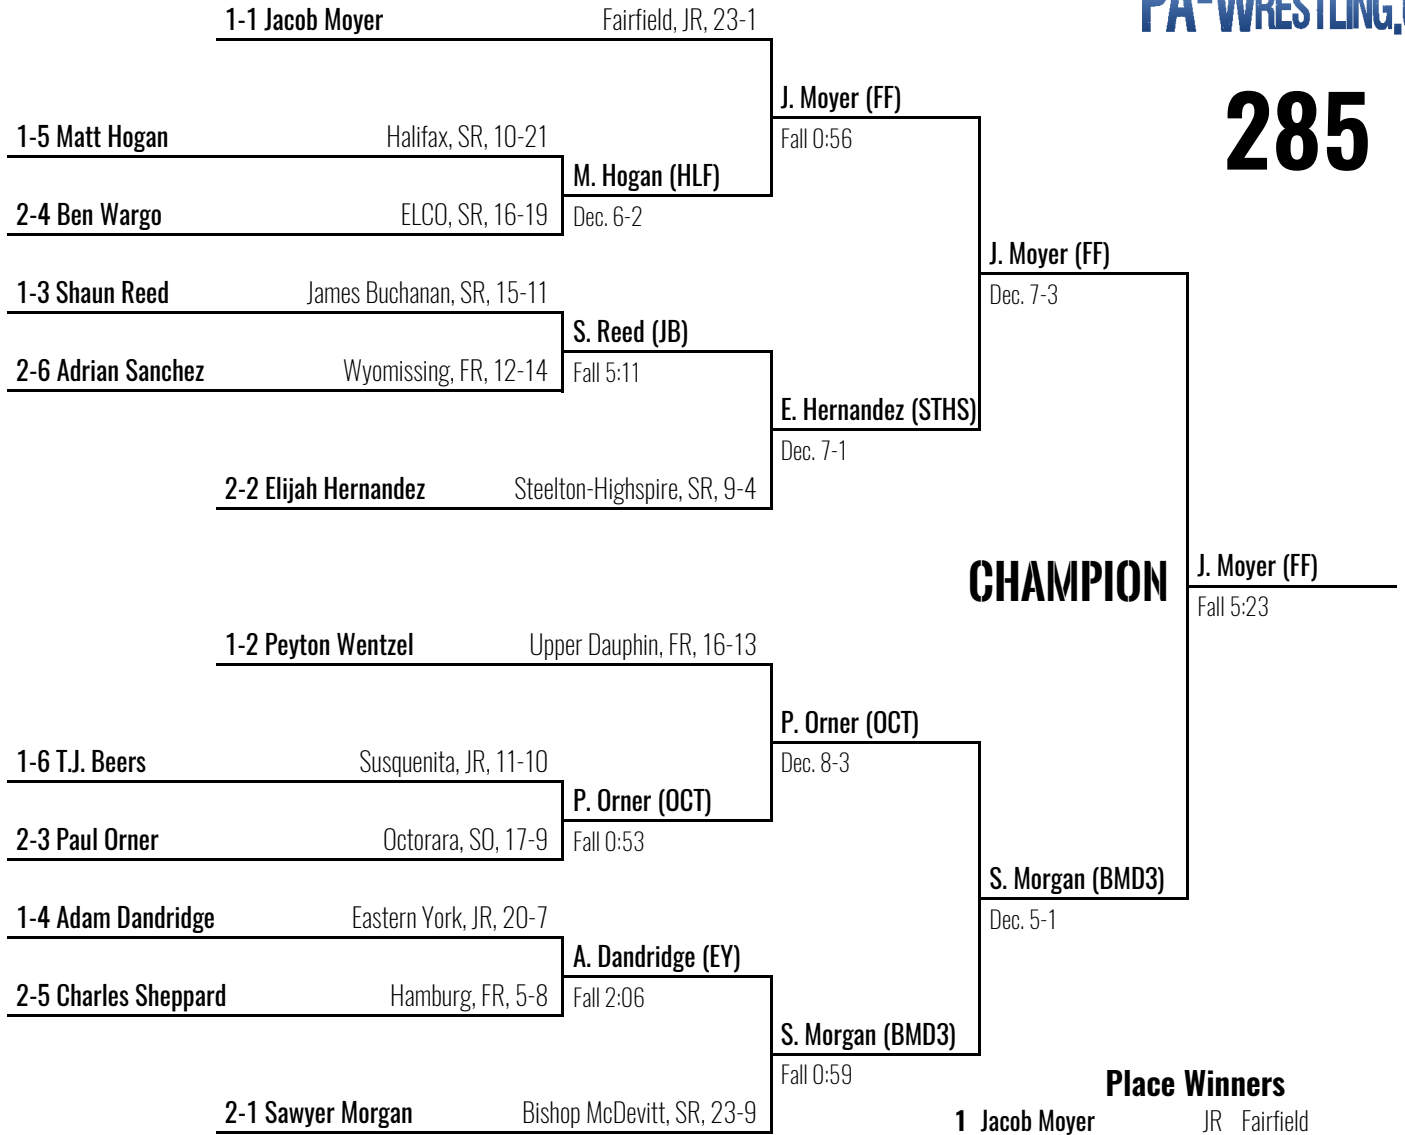 PA-WRESTLING.
285
1-1 Jacob Moyer Fairfield, JR, 23-1
J. Moyer (FF)
Fall 0:56
1-5 Matt Hogan Halifax, SR, 10-21
M. Hogan (HLF)
Dec. 6-2
2-4 Ben Wargo ELCO, SR, 16-19
J. Moyer (FF)
Dec. 7-3
1-3 Shaun Reed James Buchanan, SR, 15-11
S. Reed (JB)
Fall 5:11
2-6 Adrian Sanchez Wyomissing, FR, 12-14
E. Hernandez (STHS)
Dec. 7-1
2-2 Elijah Hernandez Steelton-Highspire, SR, 9-4
CHAMPION
J. Moyer (FF)
Fall 5:23
1-2 Peyton Wentzel Upper Dauphin, FR, 16-13
P. Orner (OCT)
Dec. 8-3
1-6 T.J. Beers Susquenita, JR, 11-10
P. Orner (OCT)
Fall 0:53
2-3 Paul Orner Octorara, SO, 17-9
S. Morgan (BMD3)
Dec. 5-1
1-4 Adam Dandridge Eastern York, JR, 20-7
A. Dandridge (EY)
Fall 2:06
2-5 Charles Sheppard Hamburg, FR, 5-8
S. Morgan (BMD3)
Fall 0:59
2-1 Sawyer Morgan Bishop McDevitt, SR, 23-9
Place Winners
1 Jacob Moyer JR Fairfield